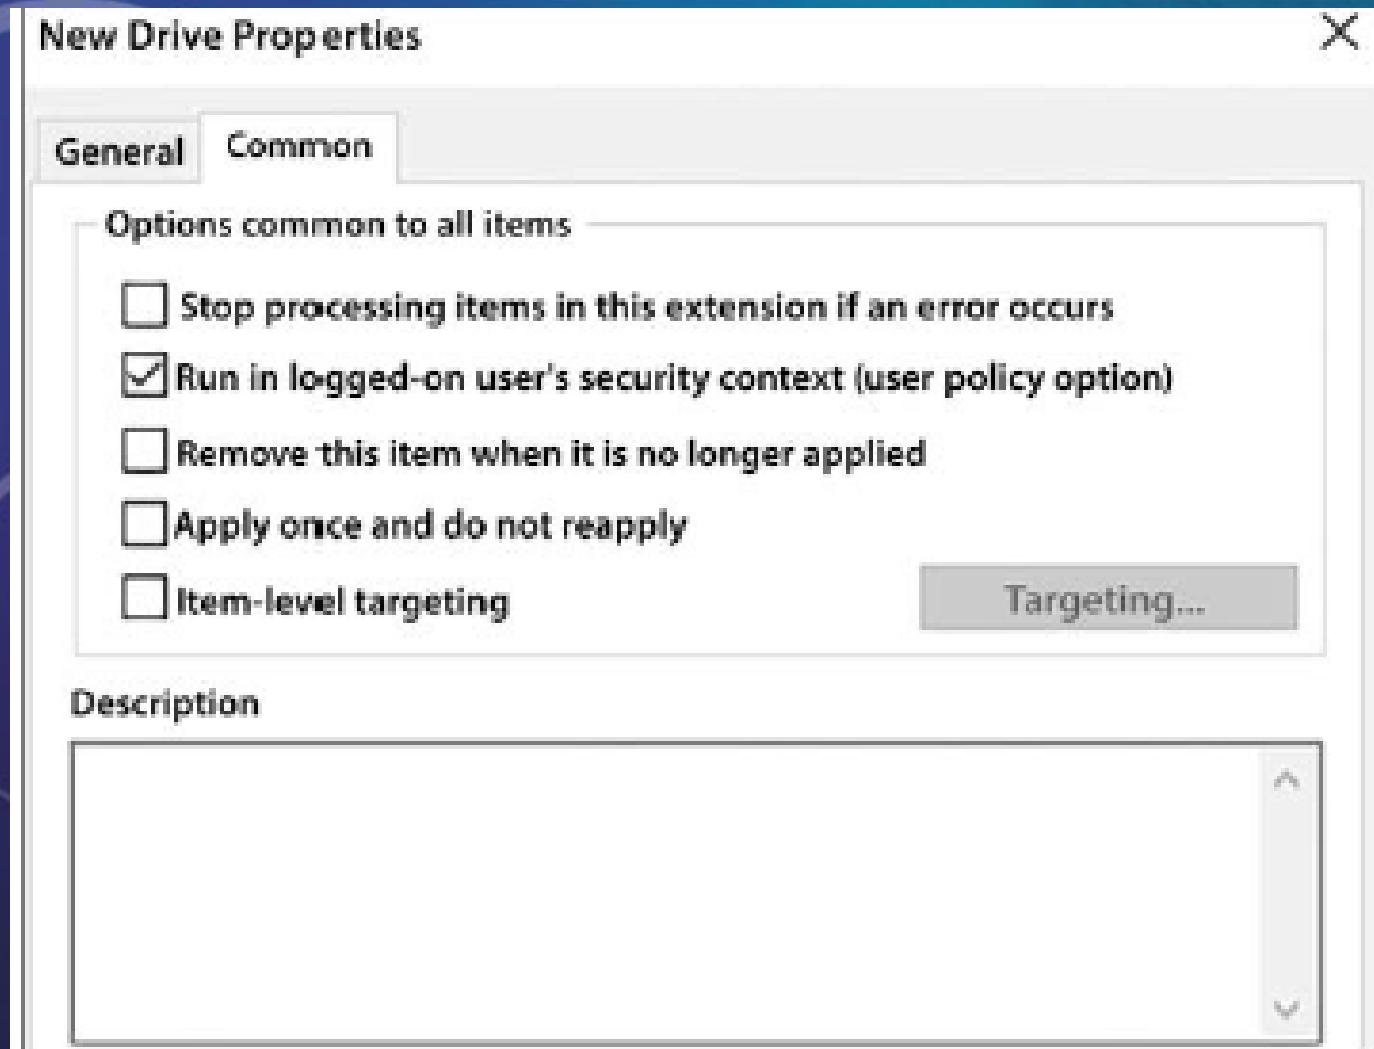 New Drive Properties
General
Common
Options common to all items
Stop processing items in this extension if an error occurs
Run in logged-on user's security context (user policy option)
Remove this item when it is no longer applied
Apply once and do not reapply
Item-level targeting
Targeting...
Description